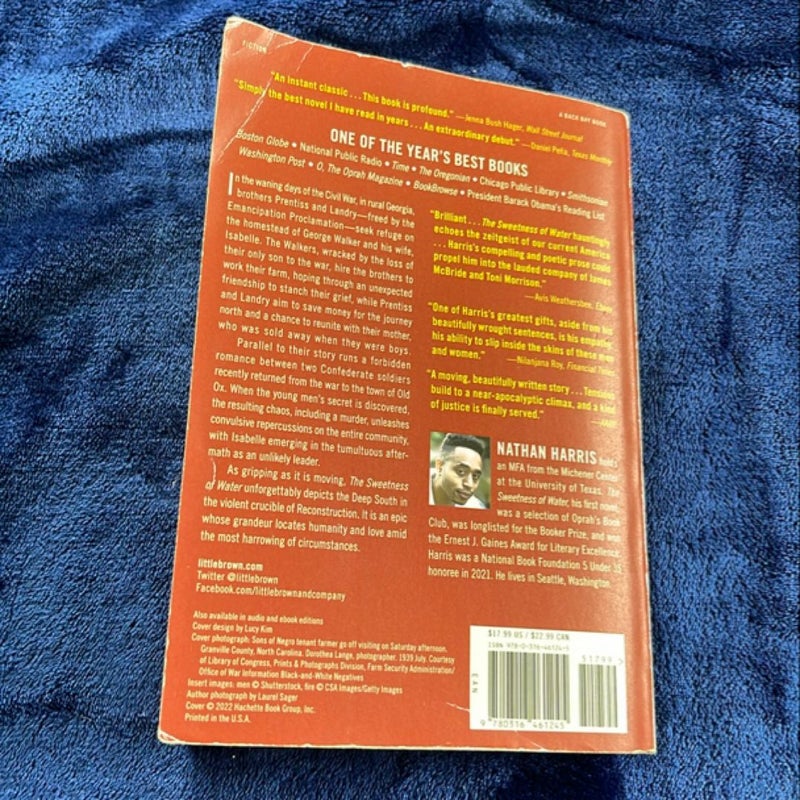 FICTION
A BACK BAY BOOK
"An instant classic . . . This book is profound." —Jenna Bush Hager, Wall Street Journal
"Simply the best novel I have read in years . . . An extraordinary debut." —Daniel Peña, Texas Monthly
ONE OF THE YEAR'S BEST BOOKS
Boston Globe • National Public Radio • Time • The Oregonian • Chicago Public Library • Smithsonian
Washington Post • O, The Oprah Magazine • BookBrowse • President Barack Obama's Reading List
In the waning days of the Civil War, in rural Georgia,
brothers Prentiss and Landry—freed by the
Emancipation Proclamation—seek refuge on
the homestead of George Walker and his wife,
Isabelle. The Walkers, wracked by the loss of
their only son to the war, hire the brothers to
work their farm, hoping through an unexpected
friendship to stanch their grief, while Prentiss
and Landry aim to save money for the journey
north and a chance to reunite with their mother,
who was sold away when they were boys.
Parallel to their story runs a forbidden
romance between two Confederate soldiers
recently returned from the war to the town of Old
Ox. When the young men's secret is discovered,
the resulting chaos, including a murder, unleashes
convulsive repercussions on the entire community,
with Isabelle emerging in the tumultuous after-
math as an unlikely leader.
As gripping as it is moving, The Sweetness
of Water unforgettably depicts the Deep South in
the violent crucible of Reconstruction. It is an epic
whose grandeur locates humanity and love amid
the most harrowing of circumstances.
littlebrown.com
Twitter @littlebrown
Facebook.com/littlebrownandcompany
Also available in audio and ebook editions
Cover design by Lucy Kim
Cover photograph: Sons of Negro tenant farmer go off visiting on Saturday afternoon.
Granville County, North Carolina. Dorothea Lange, photographer. 1939 July. Courtesy
of Library of Congress, Prints & Photographs Division, Farm Security Administration/
Office of War Information Black-and-White Negatives
Insert images: men © Shutterstock, fire © CSA Images/Getty Images
Author photograph by Laurel Sager
Cover © 2022 Hachette Book Group, Inc.
Printed in the U.S.A.
"Brilliant . . . The Sweetness of Water hauntingly
echoes the zeitgeist of our current America
. . . Harris's compelling and poetic prose could
propel him into the lauded company of James
McBride and Toni Morrison."
—Avis Weathersbee, Ebony
"One of Harris's greatest gifts, aside from his
beautifully wrought sentences, is his empathy,
his ability to slip inside the skins of these men
and women."
—Nilanjana Roy, Financial Times
"A moving, beautifully written story . . . Tensions
build to a near-apocalyptic climax, and a kind
of justice is finally served."
—AARP
NATHAN HARRIS holds
an MFA from the Michener Center
at the University of Texas. The
Sweetness of Water, his first novel,
was a selection of Oprah's Book
Club, was longlisted for the Booker Prize, and won
the Ernest J. Gaines Award for Literary Excellence.
Harris was a National Book Foundation 5 Under 35
honoree in 2021. He lives in Seattle, Washington.
$17.99 US / $22.99 CAN
ISBN 978-0-316-46124-5
51799
EAN
9 780316 461245